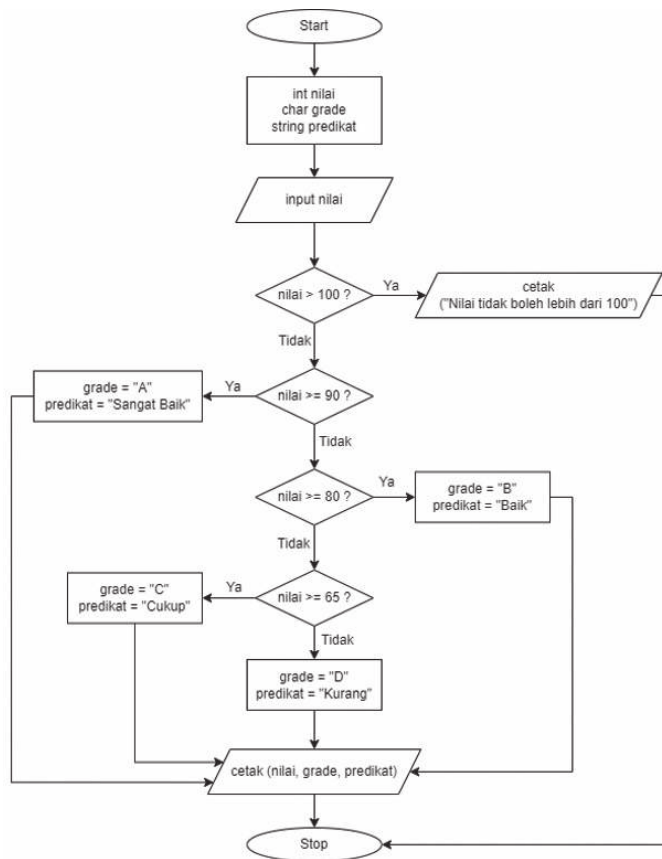 Start
int nilai
char grade
string predikat
input nilai
nilai > 100 ?
Ya
cetak
("Nilai tidak boleh lebih dari 100")
Tidak
grade = "A"
predikat = "Sangat Baik"
Ya
nilai >= 90 ?
Tidak
nilai >= 80 ?
Ya
grade = "B"
predikat = "Baik"
Tidak
grade = "C"
predikat = "Cukup"
Ya
nilai >= 65 ?
Tidak
grade = "D"
predikat = "Kurang"
cetak (nilai, grade, predikat)
Stop